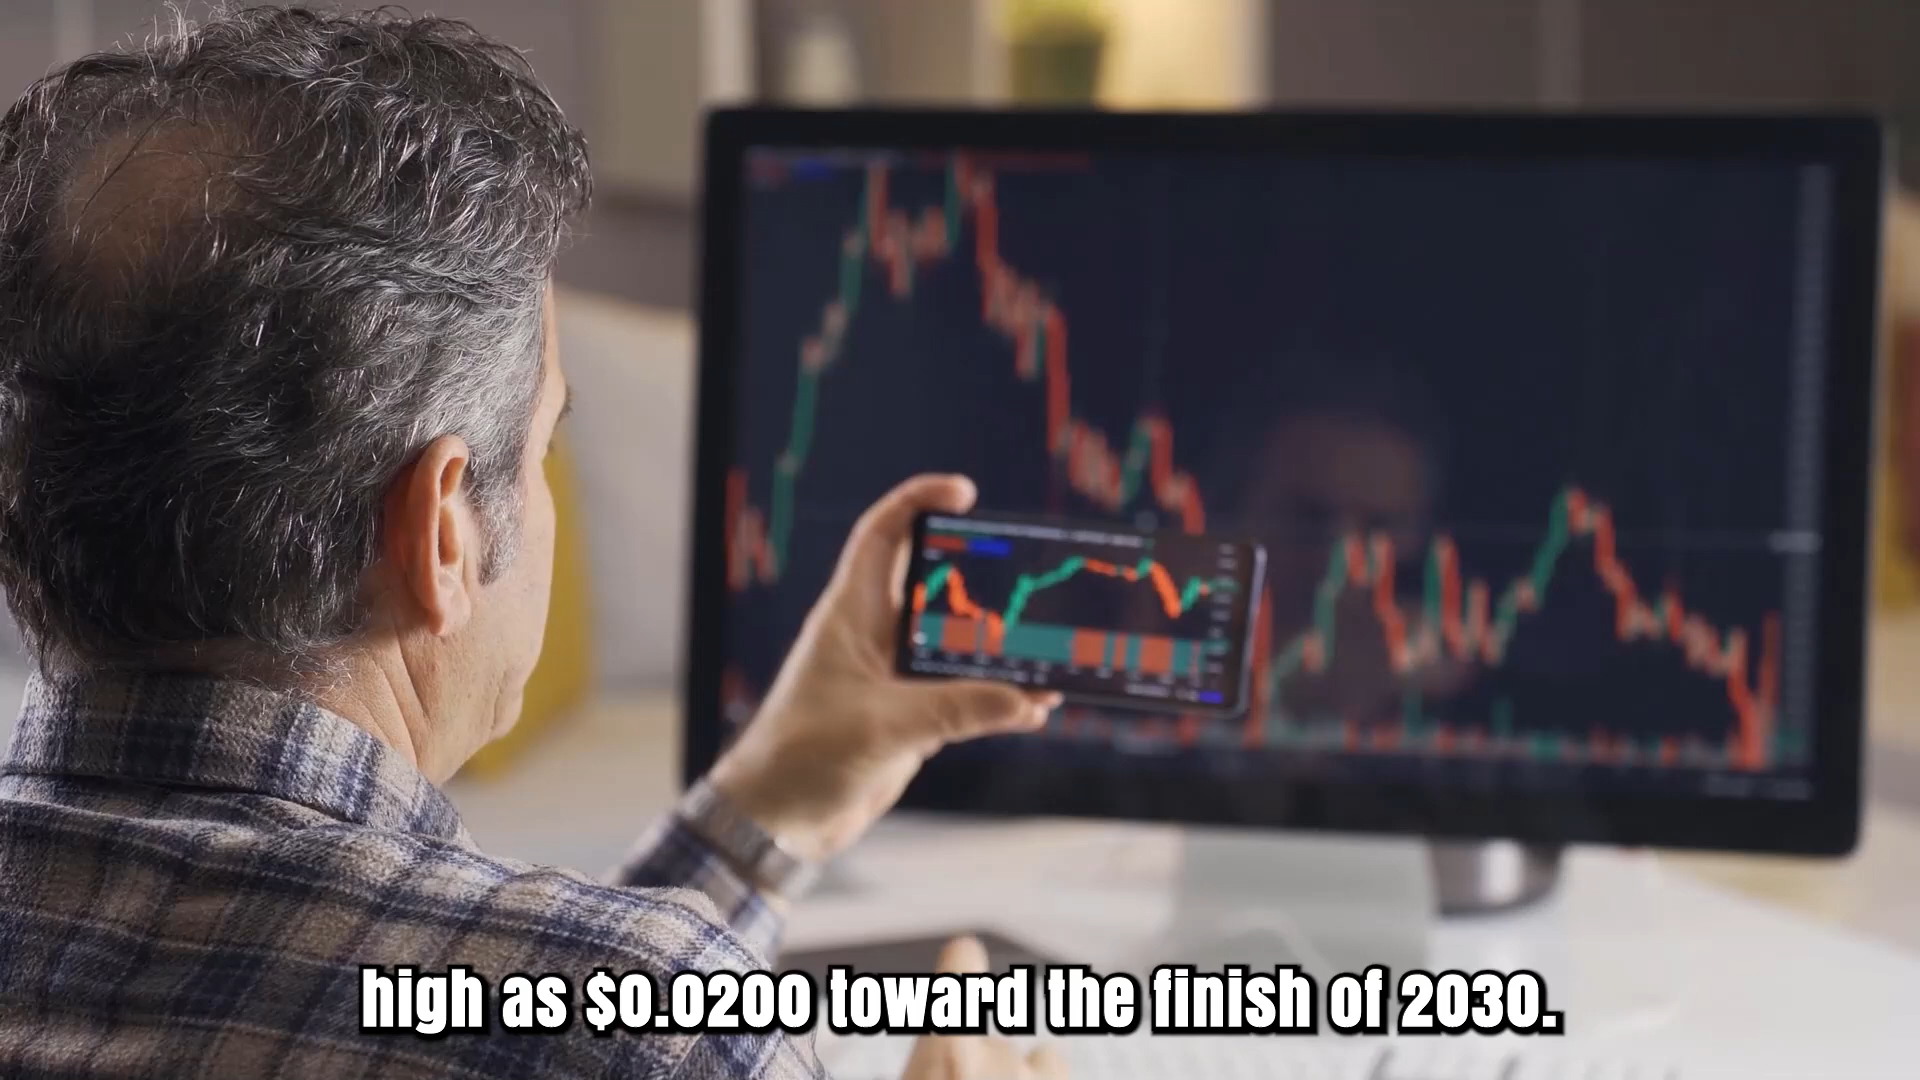 high as $0.0200 toward the finish of 2030.